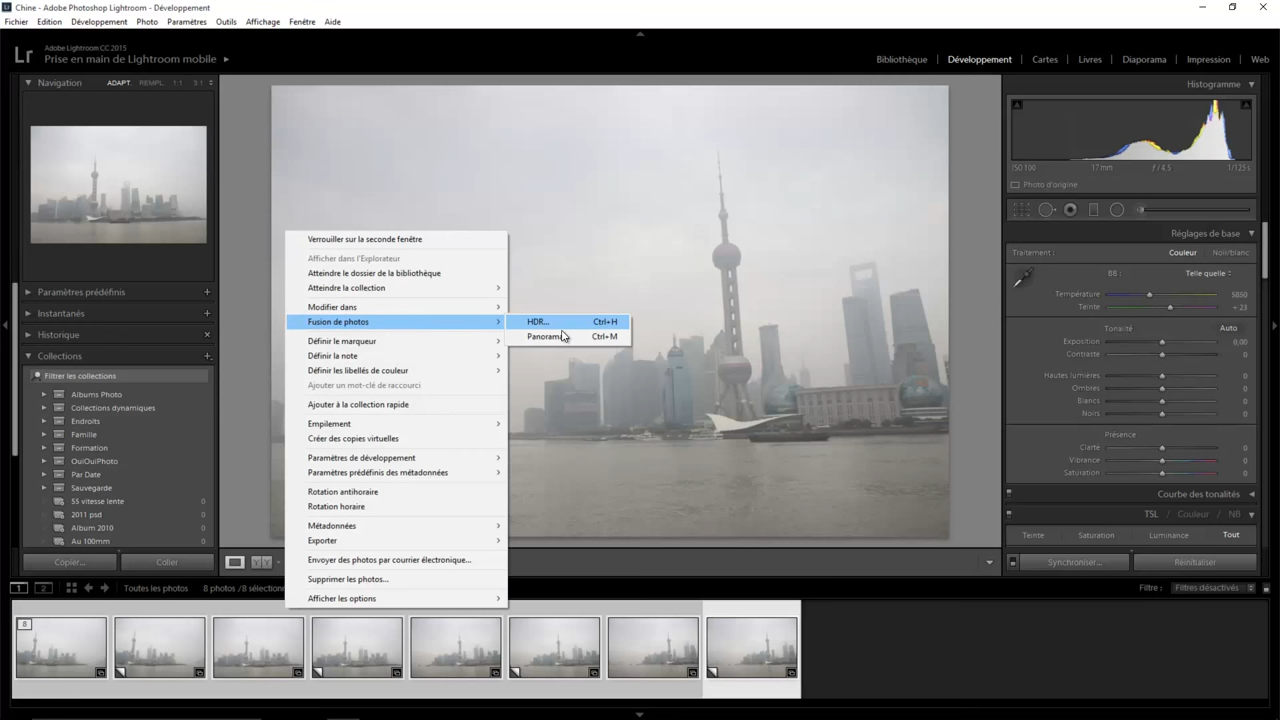 Chine - Adobe Photoshop Lightroom - Développement
Fichier Edition Développement Photo Paramètres Outils Affichage Fenêtre Aide
Lr
Adobe Lightroom CC 2015
Prise en main de Lightroom mobile
Bibliothèque Développement Cartes Livres Diaporama Impression Web
Navigation ADAPT. REMPL. 1:1 3:1
Paramètres prédéfinis
Instantanés
Historique
Collections
Filtrer les collections
Albums Photo
Collections dynamiques
Endroits
Famille
Formation
OuiOuiPhoto
Par Date
Sauvegarde
55 vitesse lente 0
2011 psd 0
Album 2010 0
Au 100mm 0
Copier... Coller
Verrouiller sur la seconde fenêtre
Afficher dans l'Explorateur
Atteindre le dossier de la bibliothèque
Atteindre la collection
Modifier dans
Fusion de photos
Définir le marqueur
Définir la note
Définir les libellés de couleur
Ajouter un mot-clé de raccourci
Ajouter à la collection rapide
Empilement
Créer des copies virtuelles
Paramètres de développement
Paramètres prédéfinis des métadonnées
Rotation antihoraire
Rotation horaire
Métadonnées
Exporter
Envoyer des photos par courrier électronique...
Supprimer les photos...
Afficher les options
HDR... Ctrl+H
Panorama Ctrl+M
Histogramme
ISO 100 17mm f / 4,5 1/125 s
Photo d'origine
Réglages de base
Traitement : Couleur Noir/blanc
BB : Telle quelle
Température 5850
Teinte + 23
Tonalité Auto
Exposition 0,00
Contraste 0
Hautes lumières 0
Ombres 0
Blancs 0
Noirs 0
Présence
Clarté 0
Vibrance 0
Saturation 0
Courbe des tonalités
TSL / Couleur / NB
Teinte Saturation Luminance Tout
Synchroniser... Réinitialiser
1 2 Toutes les photos 8 photos /8 sélection
Filtre : Filtres désactivés
8